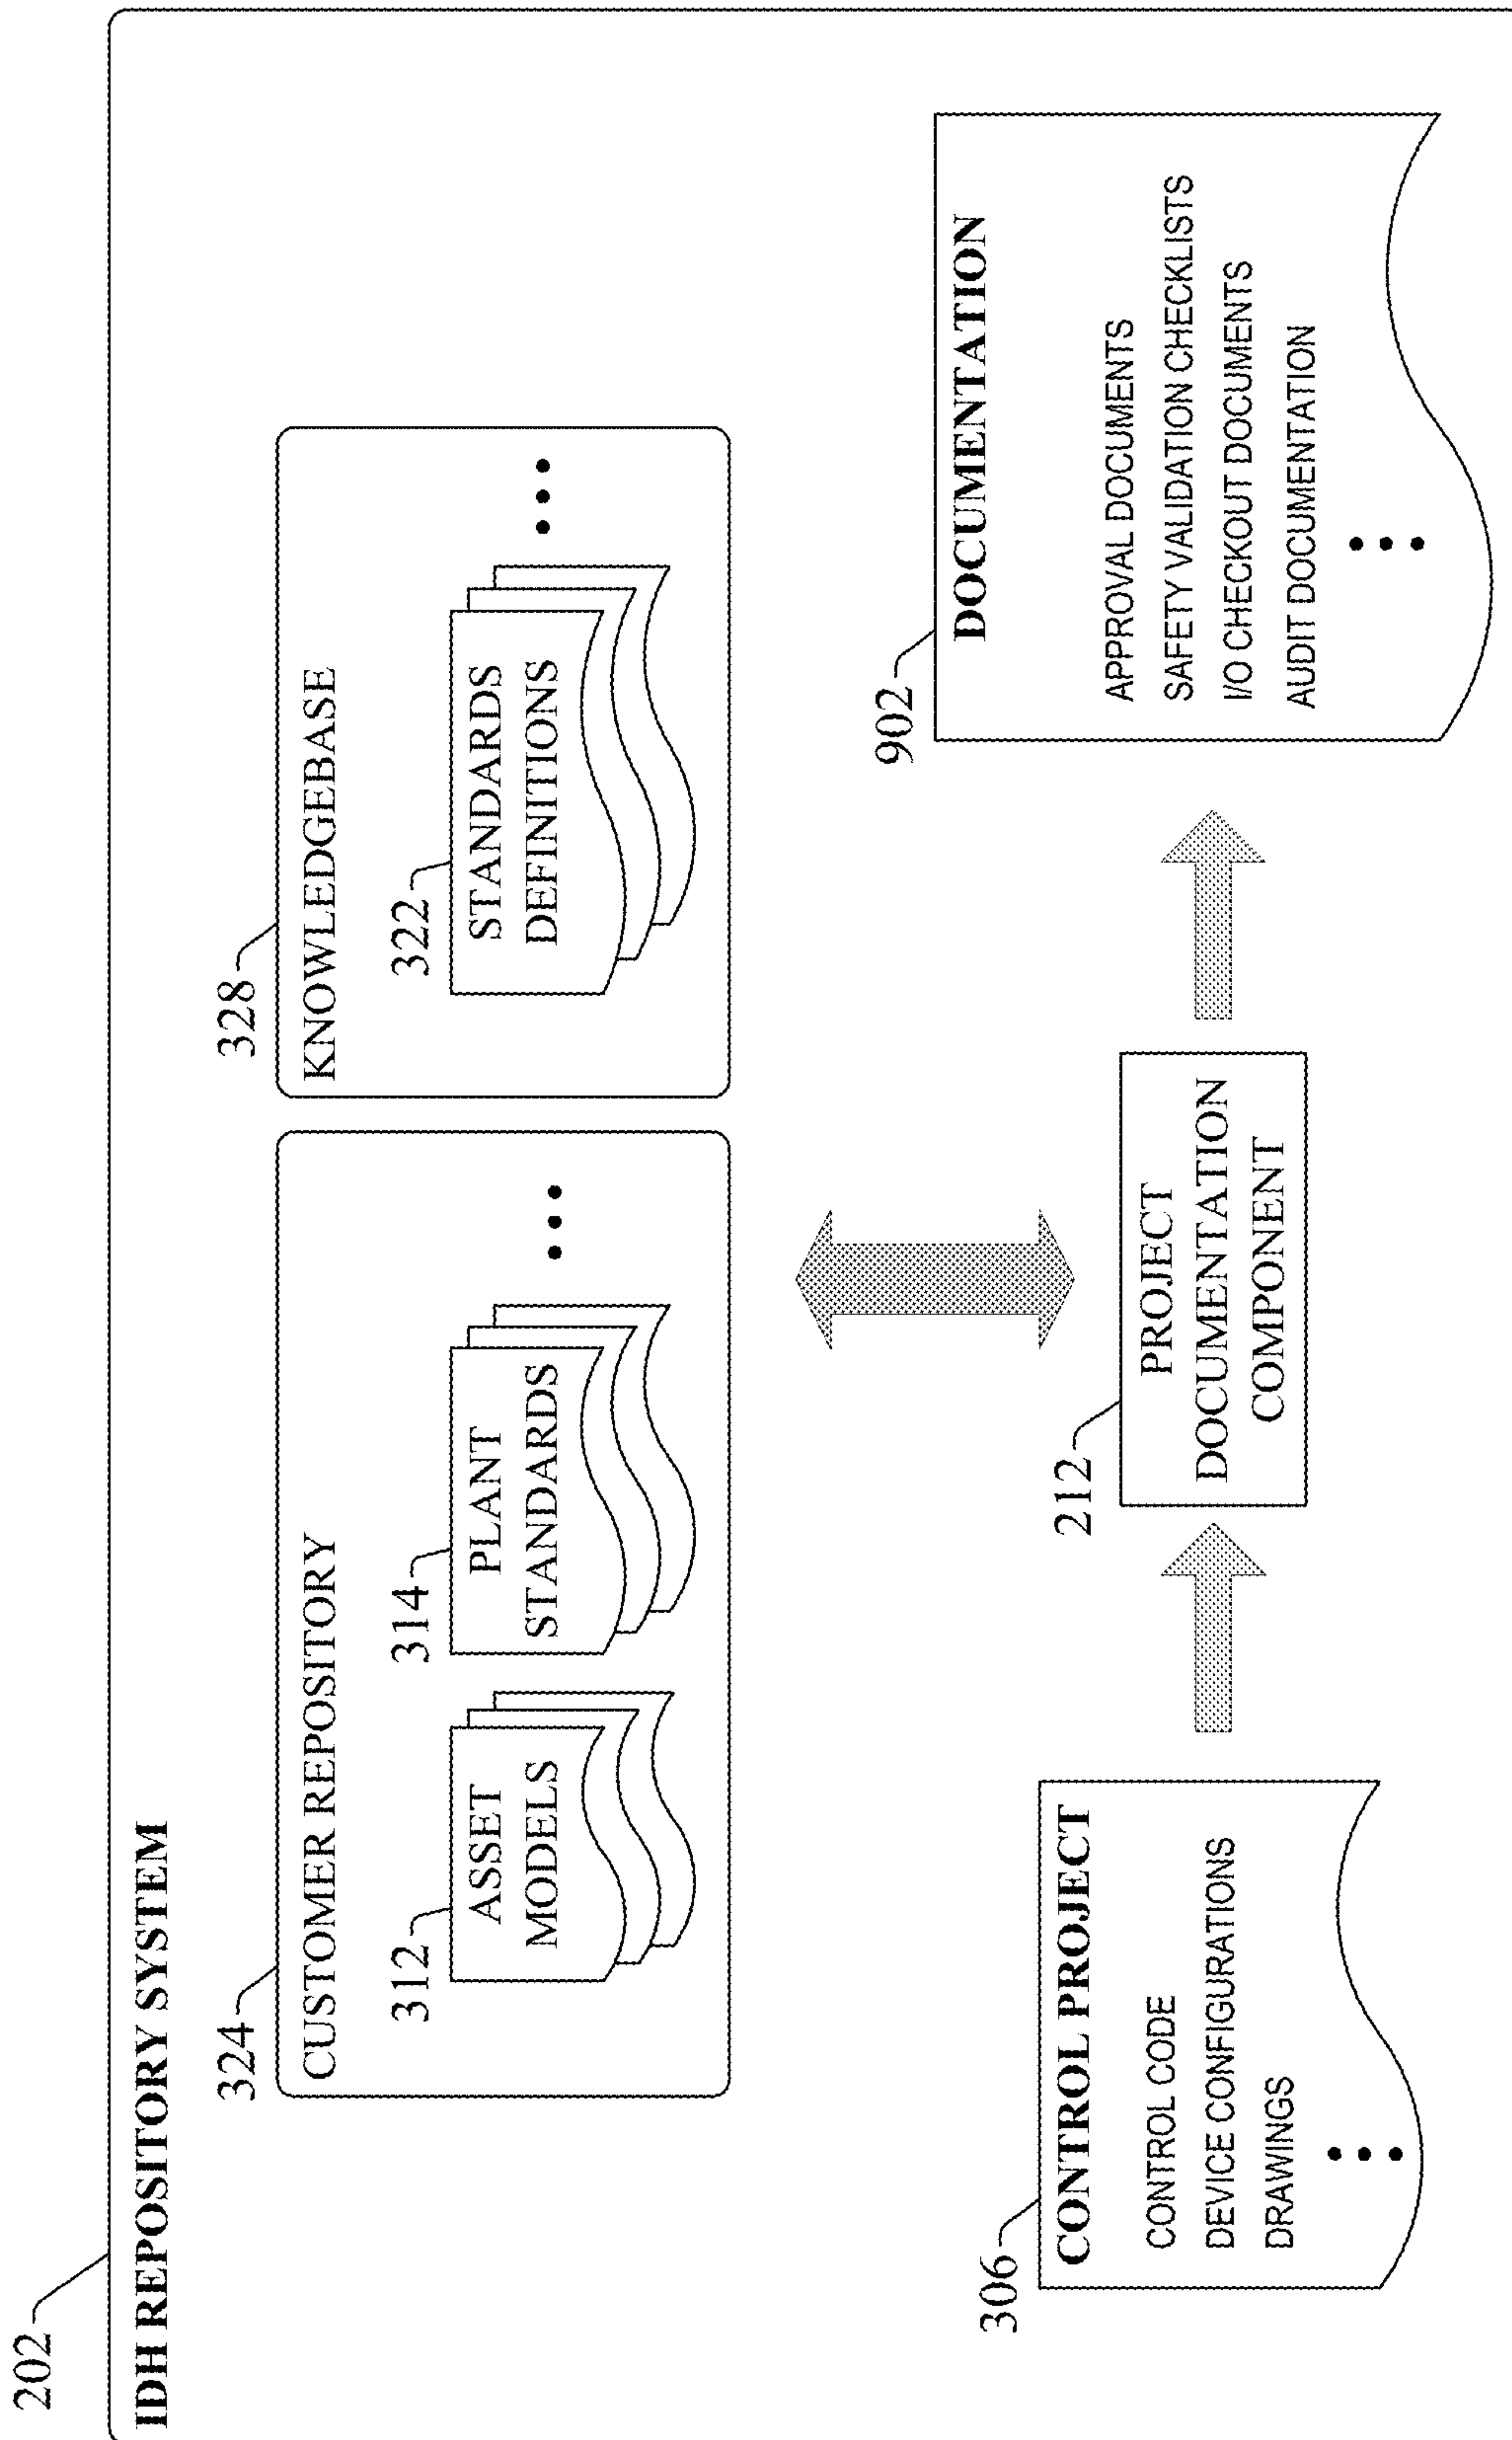 202
IDH REPOSITORY SYSTEM
324
CUSTOMER REPOSITORY
312
ASSET
MODELS
314
PLANT
STANDARDS
328
KNOWLEDGEBASE
322
STANDARDS
DEFINITIONS
306
CONTROL PROJECT
CONTROL CODE
DEVICE CONFIGURATIONS
DRAWINGS
212
PROJECT
DOCUMENTATION
COMPONENT
902
DOCUMENTATION
APPROVAL DOCUMENTS
SAFETY VALIDATION CHECKLISTS
I/O CHECKOUT DOCUMENTS
AUDIT DOCUMENTATION